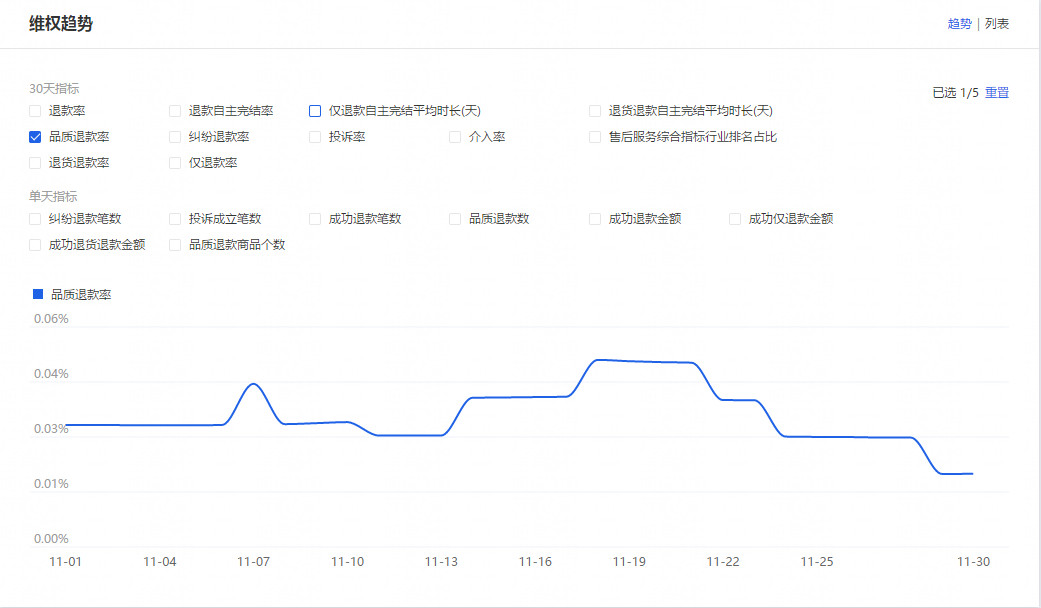 维权趋势
趋势 | 列表
30天指标
已选 1/5 重置
退款率 退款自主完结率 仅退款自主完结平均时长(天) 退货退款自主完结平均时长(天)
品质退款率 纠纷退款率 投诉率 介入率 售后服务综合指标行业排名占比
退货退款率 仅退款率
单天指标
纠纷退款笔数 投诉成立笔数 成功退款笔数 品质退款数 成功退款金额 成功仅退款金额
成功退货退款金额 品质退款商品个数
品质退款率
0.06%
0.04%
0.03%
0.01%
0.00%
11-01 11-04 11-07 11-10 11-13 11-16 11-19 11-22 11-25 11-30